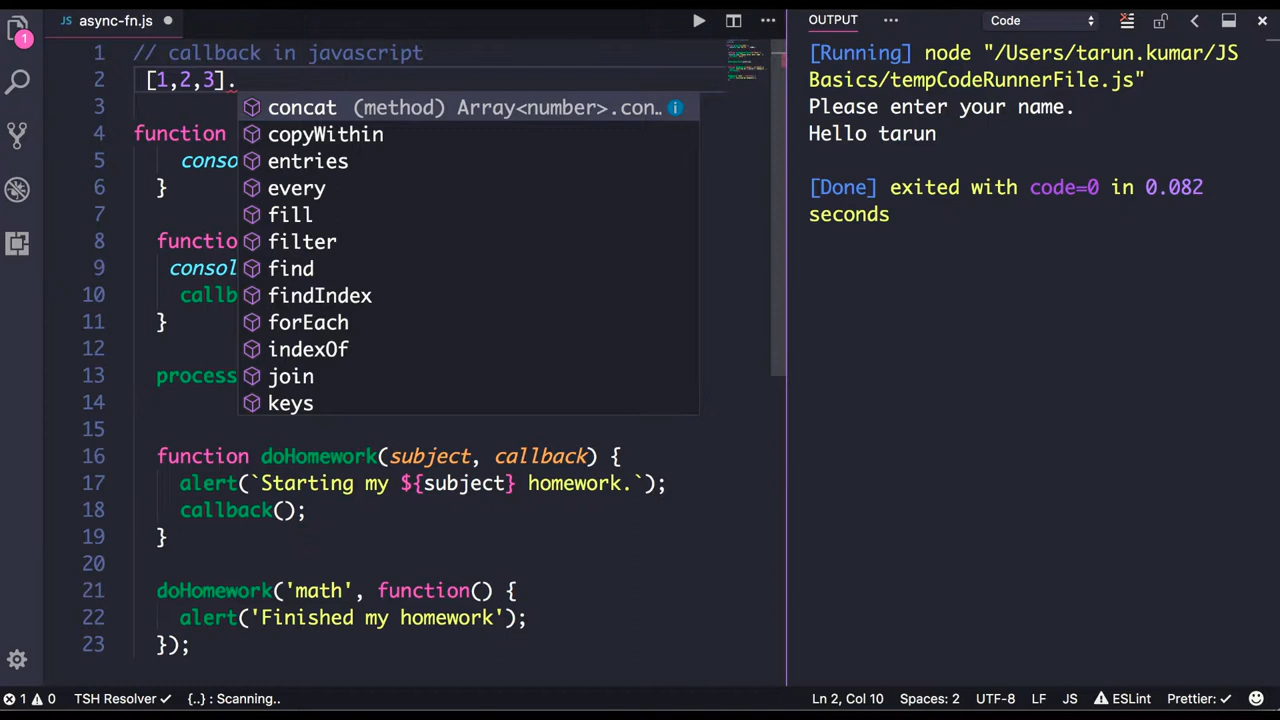 JS async-fn.js
OUTPUT
Code
1
1 // callback in javascript
2 [1,2,3].
3
4 function
5 conso
6 }
7
8 functio
9 consol
10 callb
11 }
12
13 process
14
15
16 function doHomework(subject, callback) {
17 alert(`Starting my ${subject} homework.`);
18 callback();
19 }
20
21 doHomework('math', function() {
22 alert('Finished my homework');
23 });
concat (method) Array<number>.con…
copyWithin
entries
every
fill
filter
find
findIndex
forEach
indexOf
join
keys
[Running] node "/Users/tarun.kumar/JS
Basics/tempCodeRunnerFile.js"
Please enter your name.
Hello tarun
[Done] exited with code=0 in 0.082
seconds
1 0 TSH Resolver {..} : Scanning.. Ln 2, Col 10 Spaces: 2 UTF-8 LF JS ESLint Prettier: